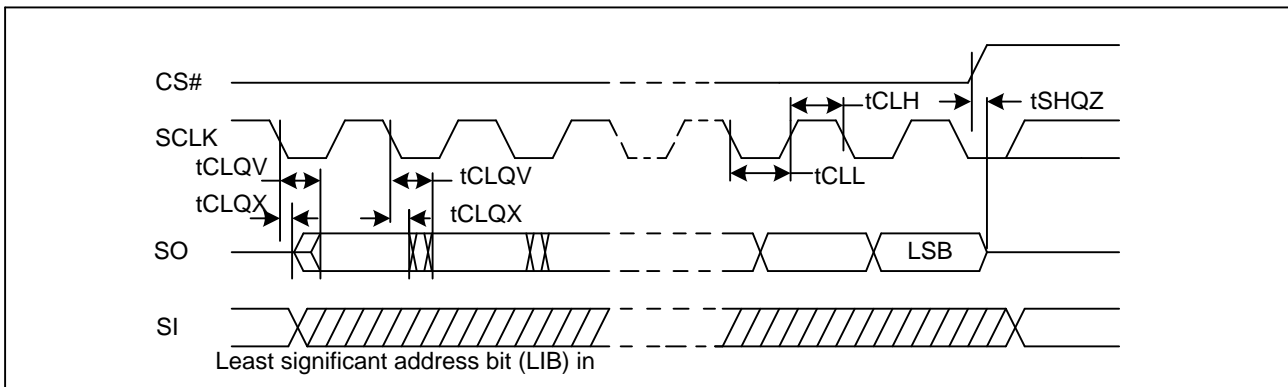 CS#
tCLH
tSHQZ
SCLK
tCLQV
tCLQV
tCLL
tCLQX
tCLQX
SO
LSB
SI
Least significant address bit (LIB) in